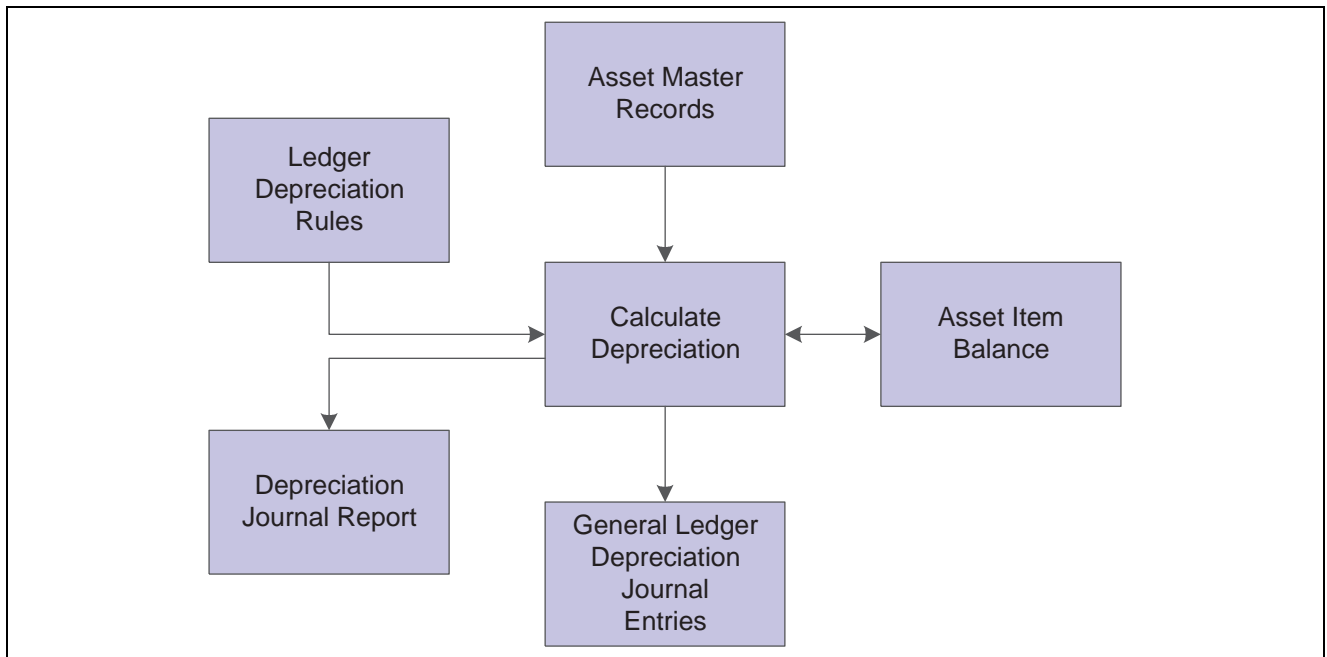 Asset Master
Records
Ledger
Depreciation
Rules
Calculate
Depreciation
Asset Item
Balance
Depreciation
Journal Report
General Ledger
Depreciation
Journal
Entries